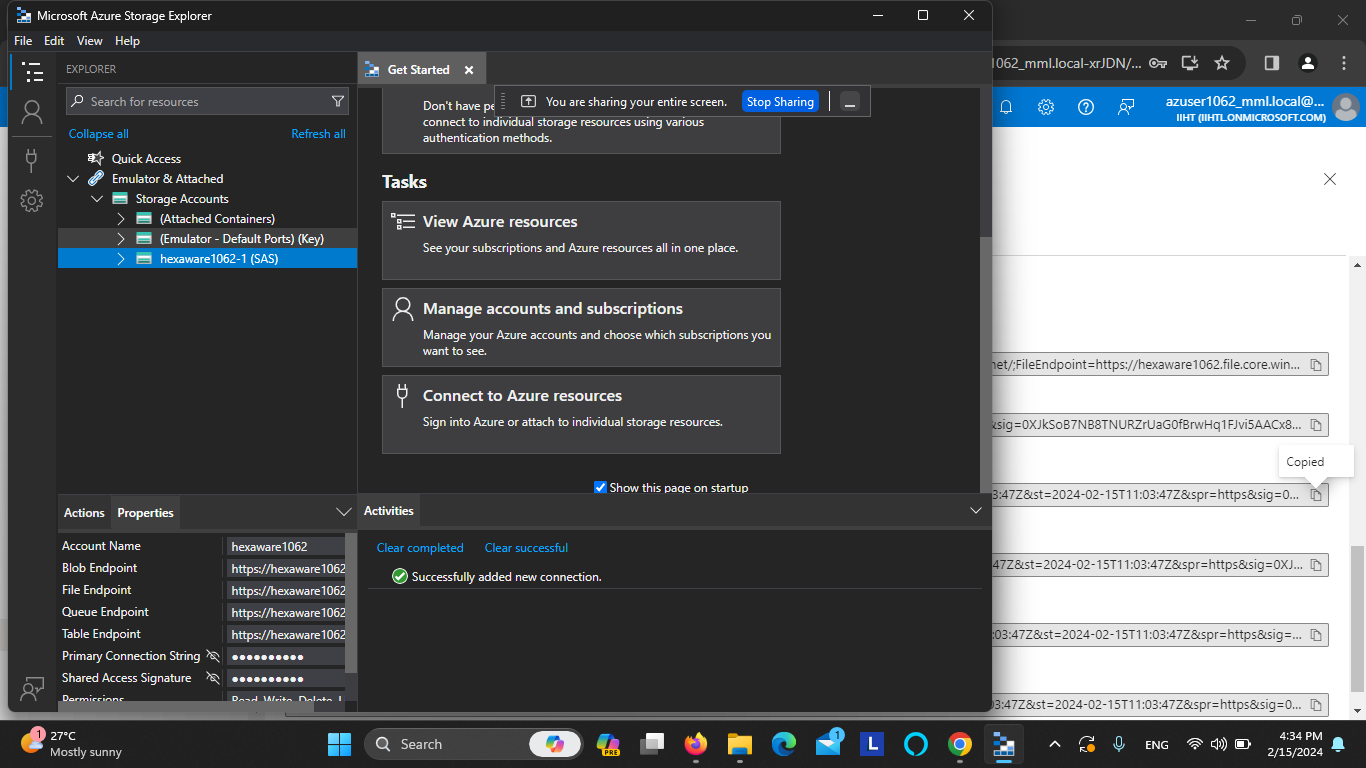 Microsoft Azure Storage Explorer
File Edit View Help
EXPLORER
Search for resources
Collapse all Refresh all
Quick Access
Emulator & Attached
Storage Accounts
(Attached Containers)
(Emulator - Default Ports) (Key)
hexaware1062-1 (SAS)
Get Started
Don't have pe
connect to individual storage resources using various
authentication methods.
You are sharing your entire screen. Stop Sharing
Tasks
View Azure resources
See your subscriptions and Azure resources all in one place.
Manage accounts and subscriptions
Manage your Azure accounts and choose which subscriptions you
want to see.
Connect to Azure resources
Sign into Azure or attach to individual storage resources.
Show this page on startup
Actions Properties
Account Name hexaware1062
Blob Endpoint https://hexaware1062
File Endpoint https://hexaware1062
Queue Endpoint https://hexaware1062
Table Endpoint https://hexaware1062
Primary Connection String ●●●●●●●●●●
Shared Access Signature ●●●●●●●●●●
Permissions Read, Write, Delete, L
Activities
Clear completed Clear successful
Successfully added new connection.
1062_mml.local-xrJDN/...
azuser1062_mml.local@...
IIHT (IIHTL.ONMICROSOFT.COM)
net/;FileEndpoint=https://hexaware1062.file.core.win...
&sig=0XJkSoB7NB8TNURZrUaG0fBrwHq1FJvi5AACx8...
Copied
03:47Z&st=2024-02-15T11:03:47Z&spr=https&sig=0...
47Z&st=2024-02-15T11:03:47Z&spr=https&sig=0XJ...
:03:47Z&st=2024-02-15T11:03:47Z&spr=https&sig=...
03:47Z&st=2024-02-15T11:03:47Z&spr=https&sig=0...
1
27°C
Mostly sunny
Search
PRE
1
L
ENG
4:34 PM
2/15/2024